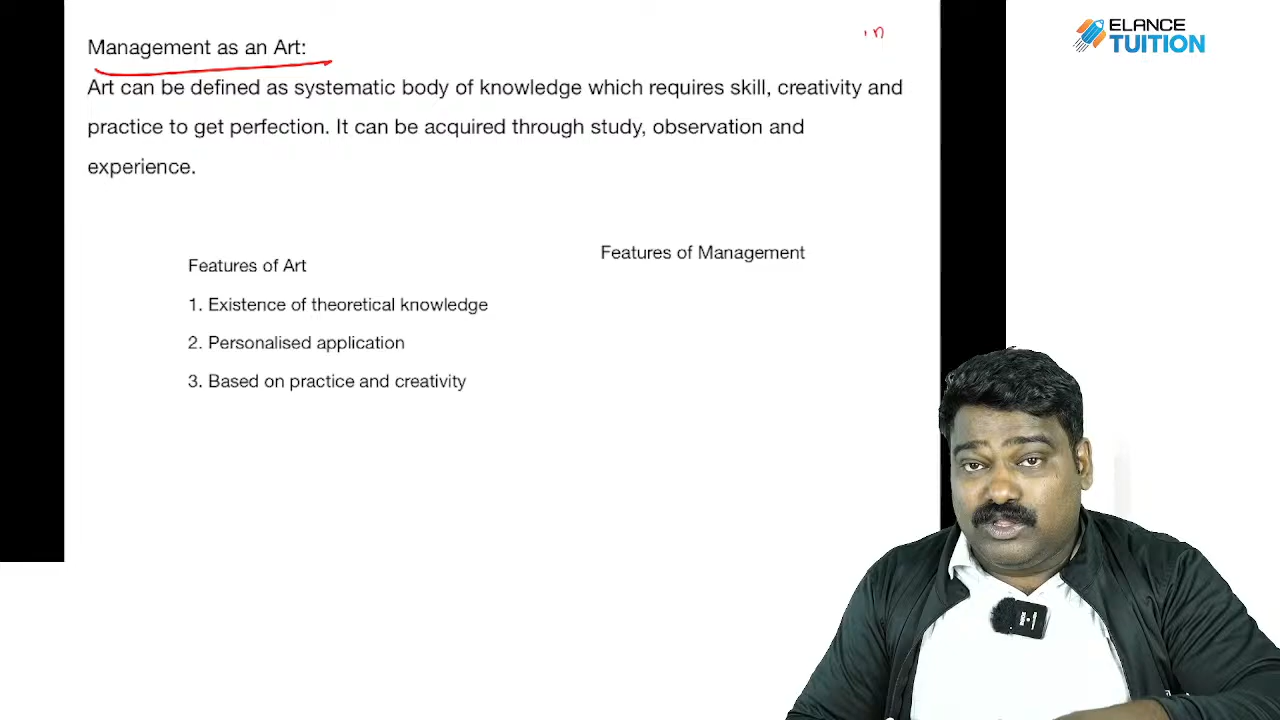 Management as an Art:
in
ELANCE
TUITION
Art can be defined as systematic body of knowledge which requires skill, creativity and
practice to get perfection. It can be acquired through study, observation and
experience.
Features of Art
Features of Management
1. Existence of theoretical knowledge
2. Personalised application
3. Based on practice and creativity